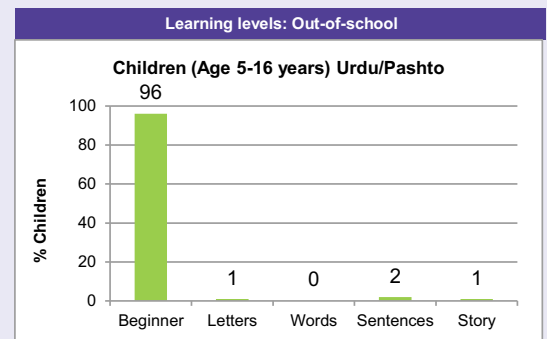 Learning levels: Out-of-school
Children (Age 5-16 years) Urdu/Pashto
% Children
100
80
60
40
20
0
96
1
0
2
1
Beginner Letters Words Sentences Story